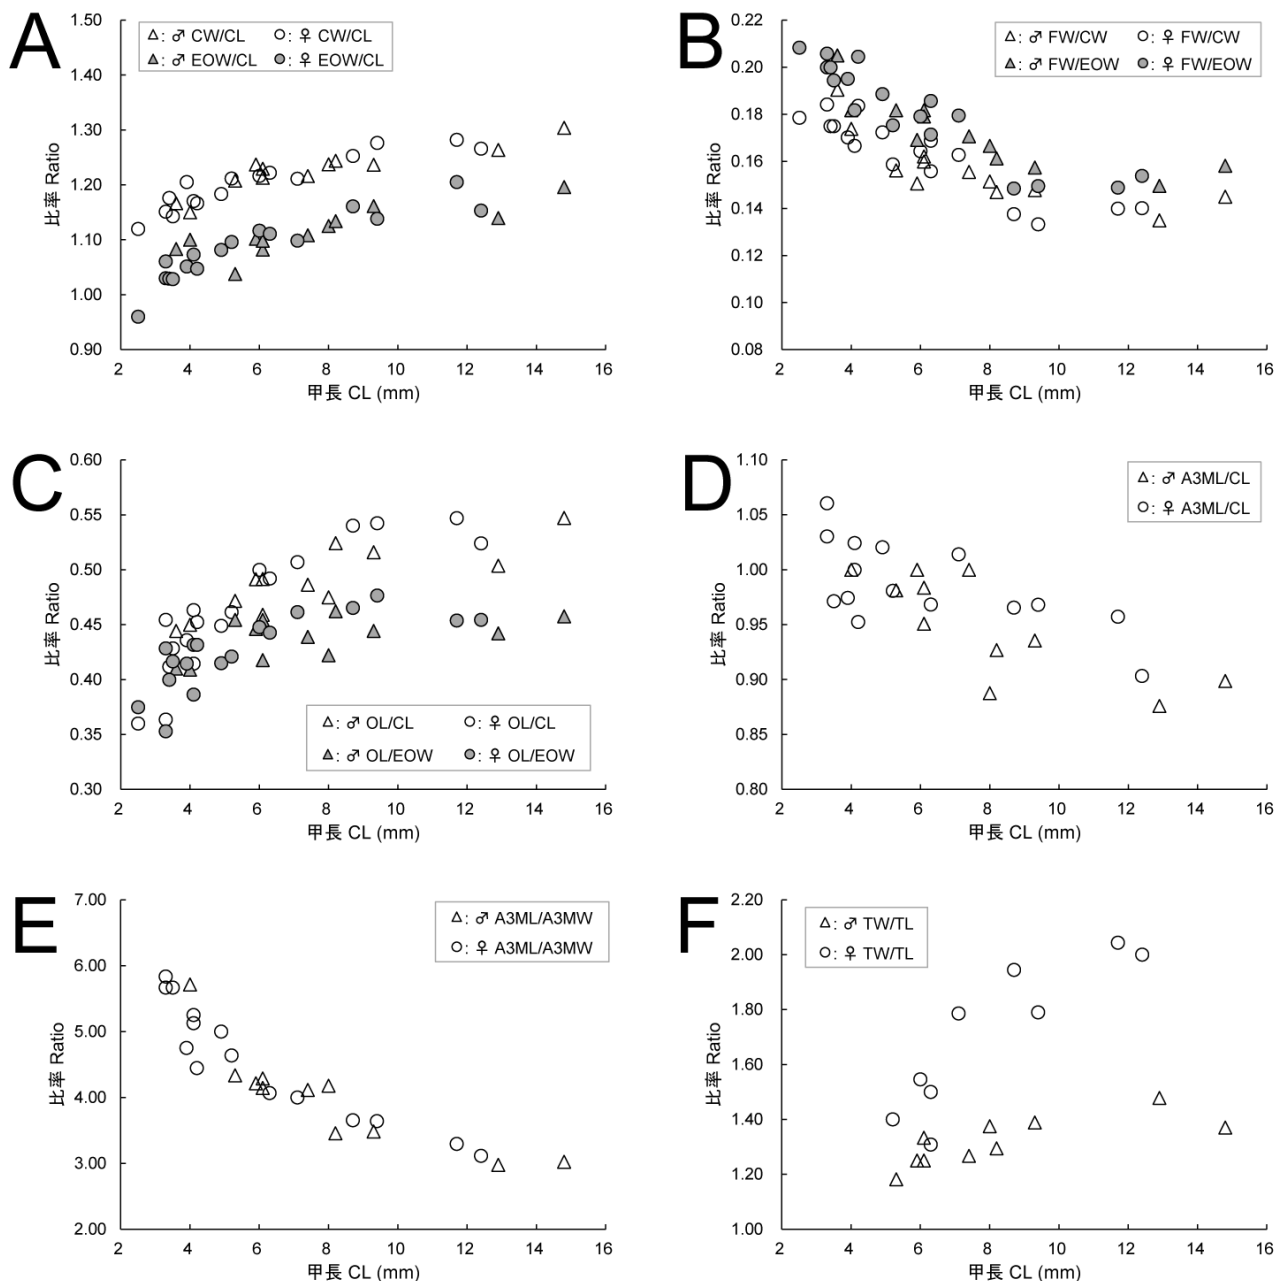 A
B
1.50
1.40
1.30
1.20
1.10
1.00
0.90
比率 Ratio
△: ♂ CW/CL ○: ♀ CW/CL
▲: ♂ EOW/CL ●: ♀ EOW/CL
2 4 6 8 10 12 14 16
甲長 CL (mm)
0.22
0.20
0.18
0.16
0.14
0.12
0.10
0.08
比率 Ratio
△: ♂ FW/CW ○: ♀ FW/CW
▲: ♂ FW/EOW ●: ♀ FW/EOW
2 4 6 8 10 12 14 16
甲長 CL (mm)
C
D
0.60
0.55
0.50
0.45
0.40
0.35
0.30
比率 Ratio
△: ♂ OL/CL ○: ♀ OL/CL
▲: ♂ OL/EOW ●: ♀ OL/EOW
2 4 6 8 10 12 14 16
甲長 CL (mm)
1.10
1.05
1.00
0.95
0.90
0.85
0.80
比率 Ratio
△: ♂ A3ML/CL
○: ♀ A3ML/CL
2 4 6 8 10 12 14 16
甲長 CL (mm)
E
F
7.00
6.00
5.00
4.00
3.00
2.00
比率 Ratio
△: ♂ A3ML/A3MW
○: ♀ A3ML/A3MW
2 4 6 8 10 12 14 16
甲長 CL (mm)
2.20
2.00
1.80
1.60
1.40
1.20
1.00
比率 Ratio
△: ♂ TW/TL
○: ♀ TW/TL
2 4 6 8 10 12 14 16
甲長 CL (mm)